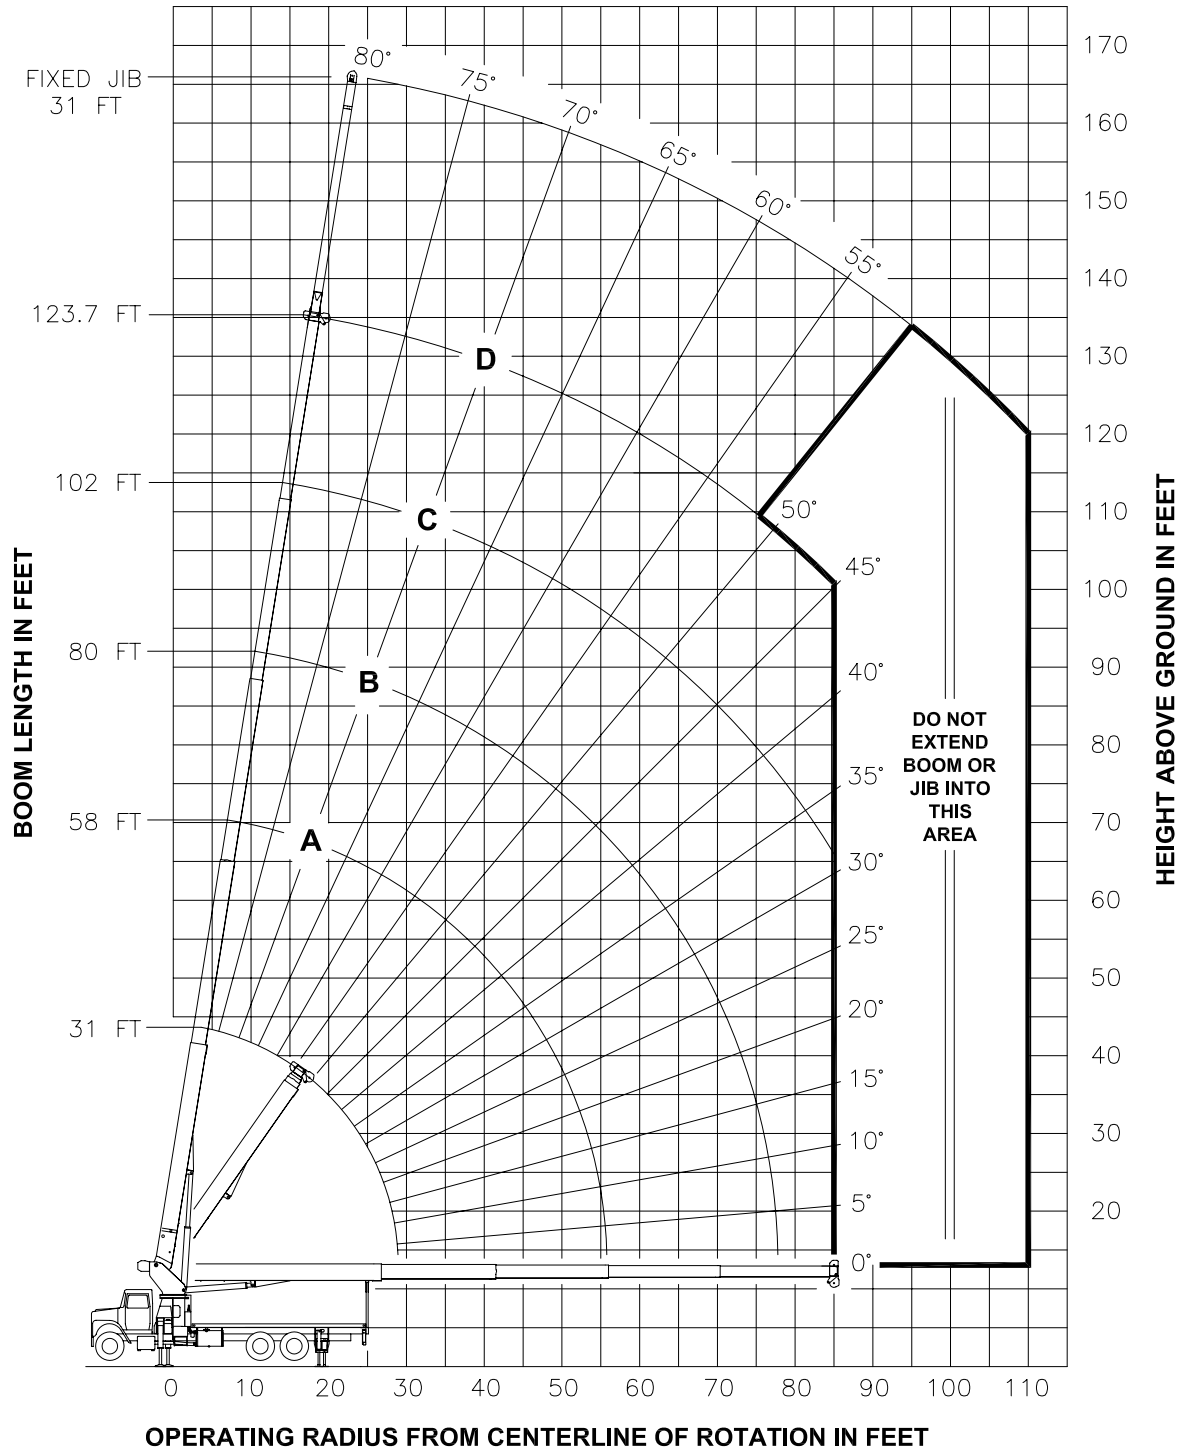 170
80°
FIXED JIB
31 FT
75°
70°
160
65°
150
60°
55°
140
123.7 FT
130
D
120
102 FT
C
50°
110
45°
100
80 FT
B
40°
90
DO NOT
EXTEND
BOOM OR
JIB INTO
THIS
AREA
80
35°
58 FT
A
70
30°
60
25°
50
20°
31 FT
40
15°
10°
30
5°
20
0°
0 10 20 30 40 50 60 70 80 90 100 110
BOOM LENGTH IN FEET
HEIGHT ABOVE GROUND IN FEET
OPERATING RADIUS FROM CENTERLINE OF ROTATION IN FEET